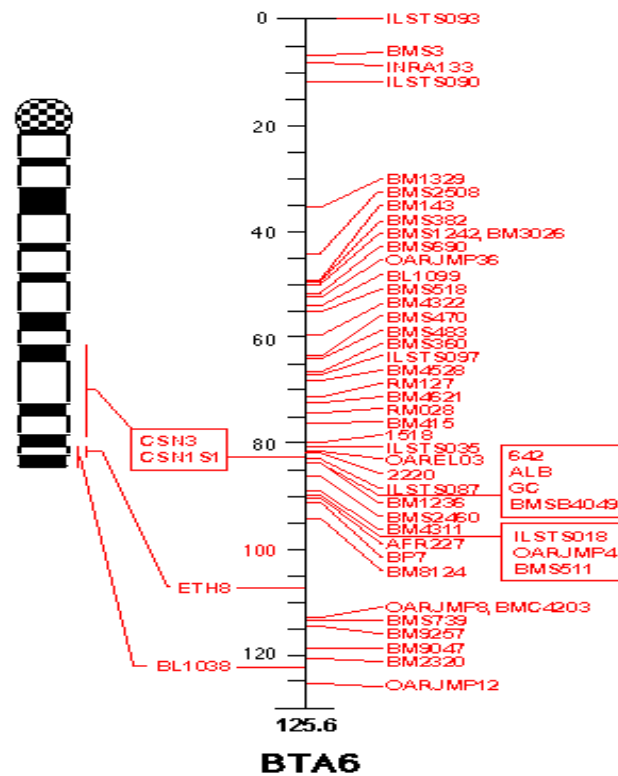 0
ILSTS093
BMS3
INRA133
ILSTS090
20
BM1329
BMS2508
BM143
BMS382
40
BMS1242, BM3026
BMS690
OARJMP36
BL1099
BMS518
BM4322
BMS470
60
BMS483
BMS360
ILSTS097
BM4528
RM127
BM4621
RM028
BM415
1518
80
CSN3
CSN1S1
ILSTS035
OAREL03
2220
ILSTS087
BM1236
BMS2460
BM4311
AFR227
BP7
BM8124
642
ALB
GC
BMSB4049
ILSTS018
OARJMP4
BMS511
100
ETH8
OARJMP8, BMC4203
BMS739
BM9257
BM9047
120
BM2320
BL1038
OARJMP12
125.6
BTA6